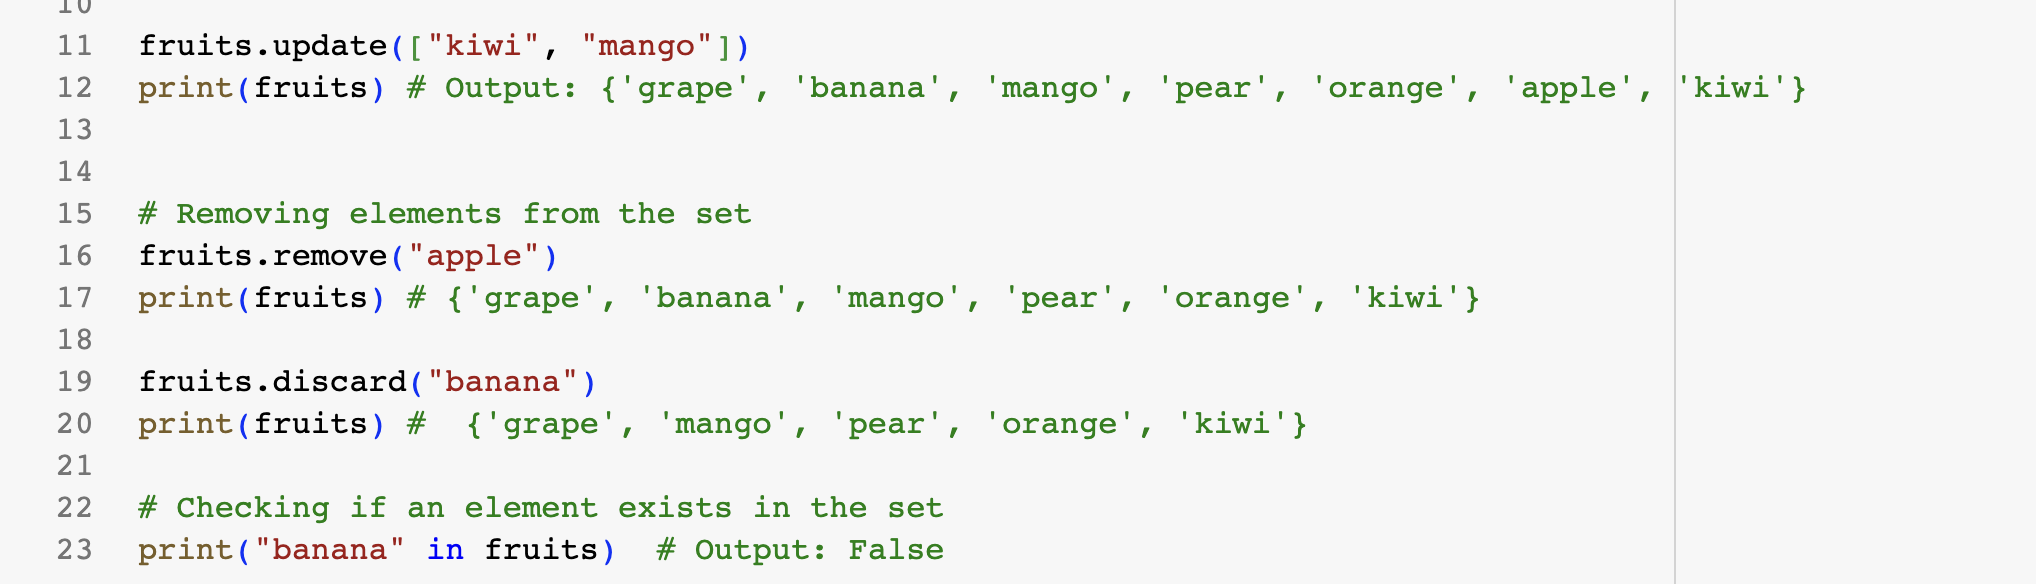 10
11 fruits.update(["kiwi", "mango"])
12 print(fruits) # Output: {'grape', 'banana', 'mango', 'pear', 'orange', 'apple', 'kiwi'}
13
14
15 # Removing elements from the set
16 fruits.remove("apple")
17 print(fruits) # {'grape', 'banana', 'mango', 'pear', 'orange', 'kiwi'}
18
19 fruits.discard("banana")
20 print(fruits) #  {'grape', 'mango', 'pear', 'orange', 'kiwi'}
21
22 # Checking if an element exists in the set
23 print("banana" in fruits)  # Output: False